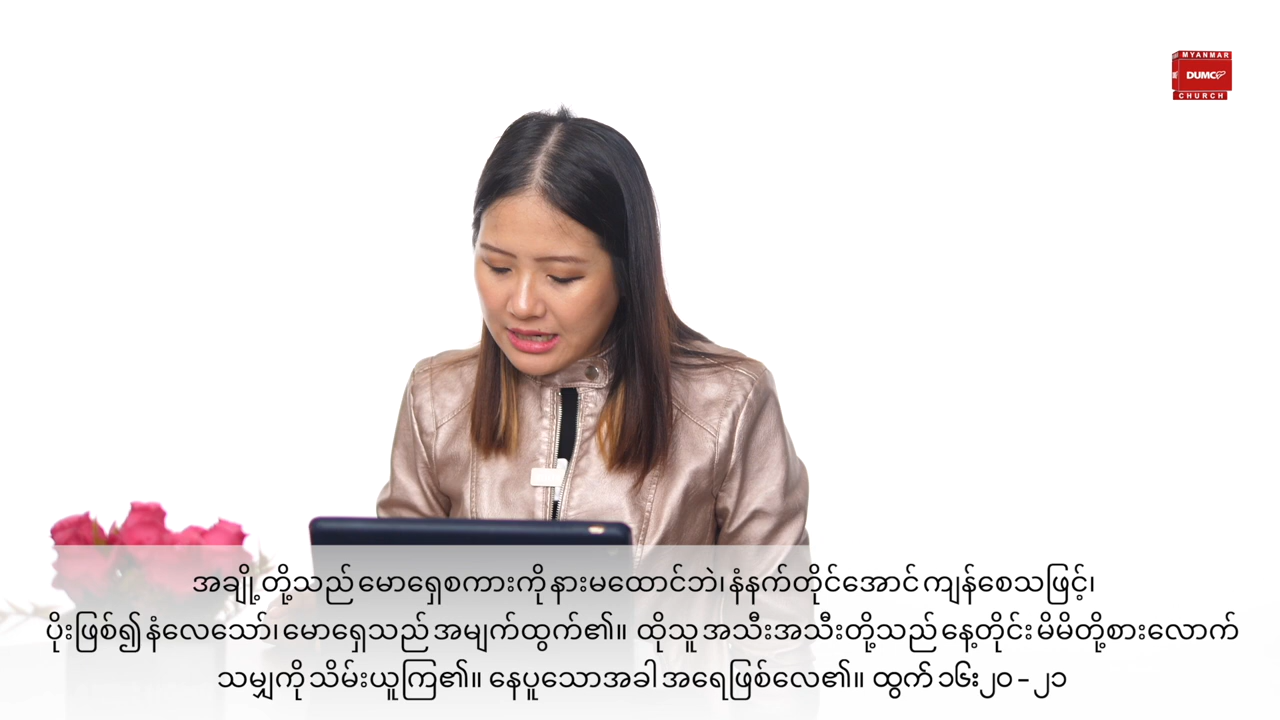 MYANMAR
DUMC
CHURCH
အချို့တို့သည် မောရှေစကားကို နားမထောင်ဘဲ၊ နံနက်တိုင်အောင် ကျန်စေသဖြင့်၊
ပိုးဖြစ်၍ နံလေသော်၊ မောရှေသည် အမျက်ထွက်၏။ ထိုသူ အသီးအသီးတို့သည် နေ့တိုင်း မိမိတို့စားလောက်
သမျှကို သိမ်းယူကြ၏။ နေပူသောအခါ အရေဖြစ်လေ၏။ ထွက် ၁၆း၂၀ – ၂၁